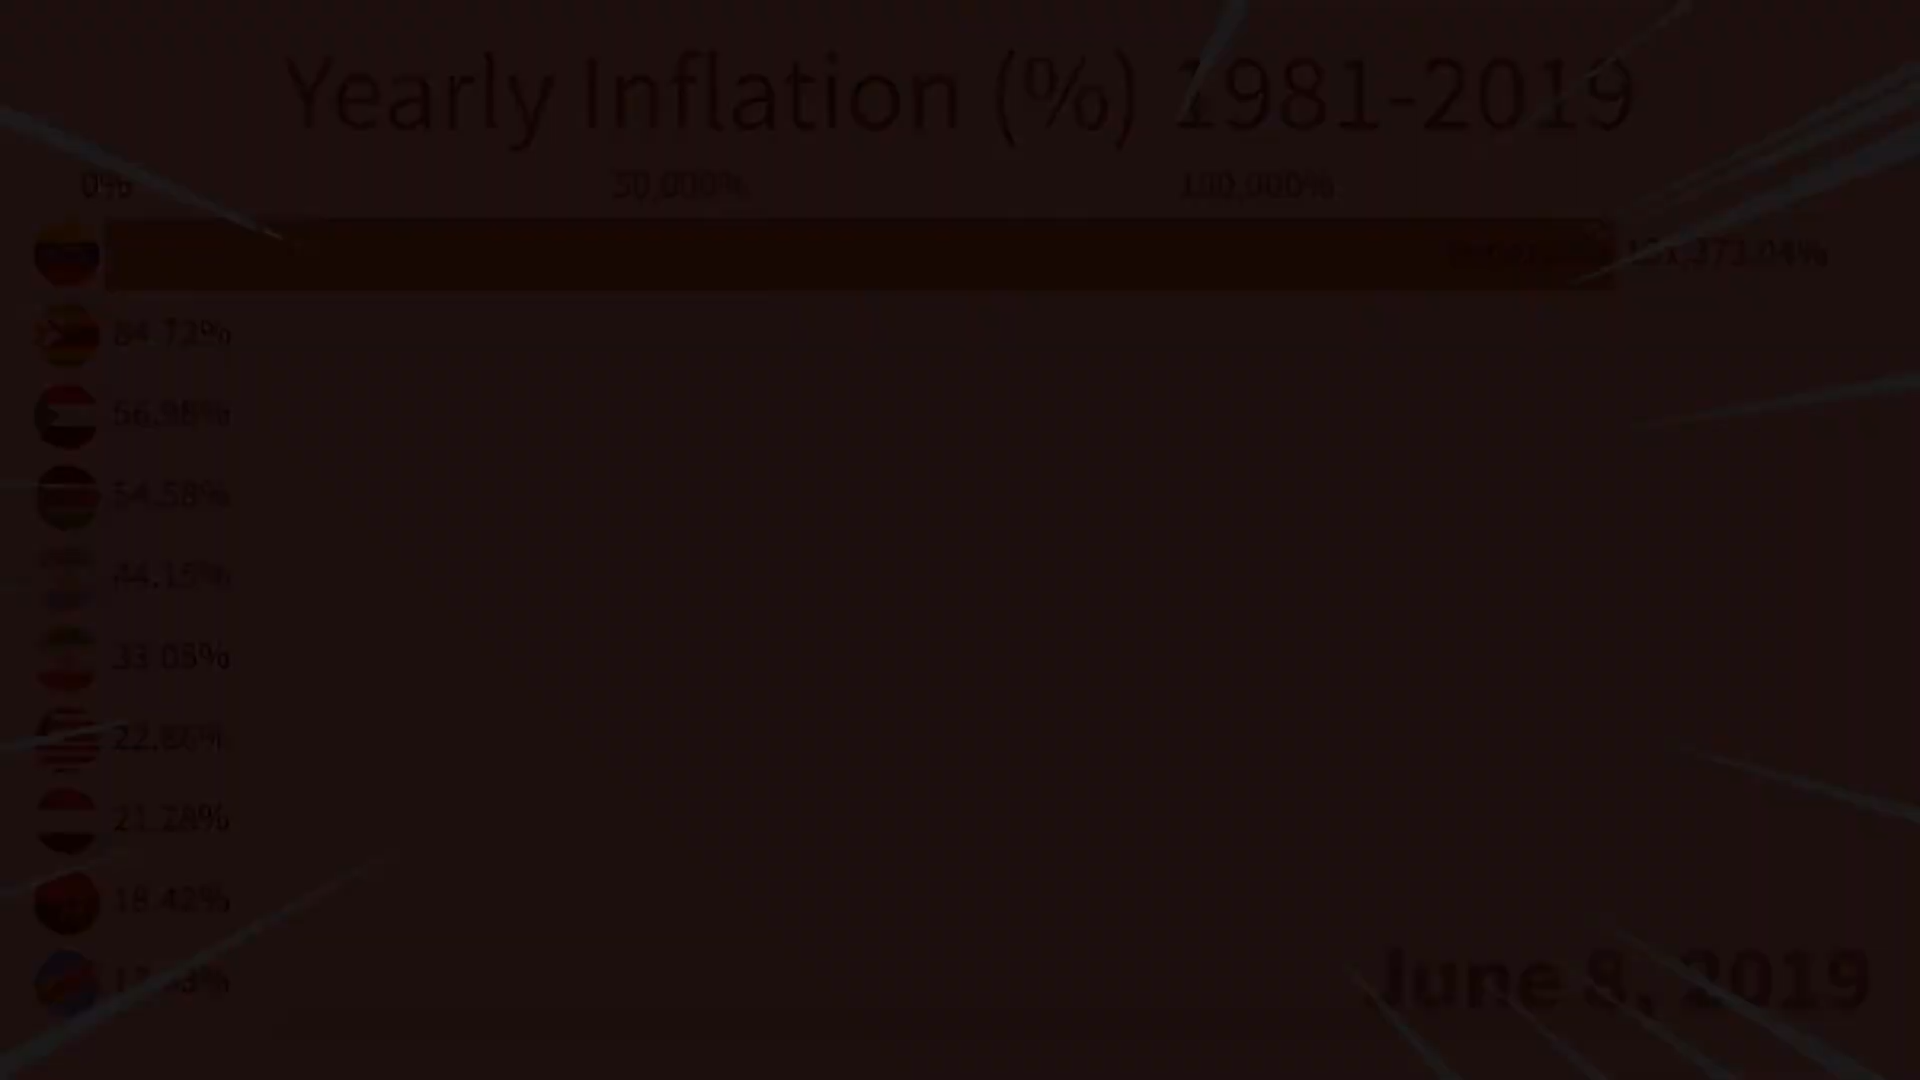 Yearly Inflation (%) 1981-2019
0% 50,000% 100,000%
84.72%
56.98%
54.58%
44.15%
33.03%
22.86%
21.28%
18.42%
June 8, 2019